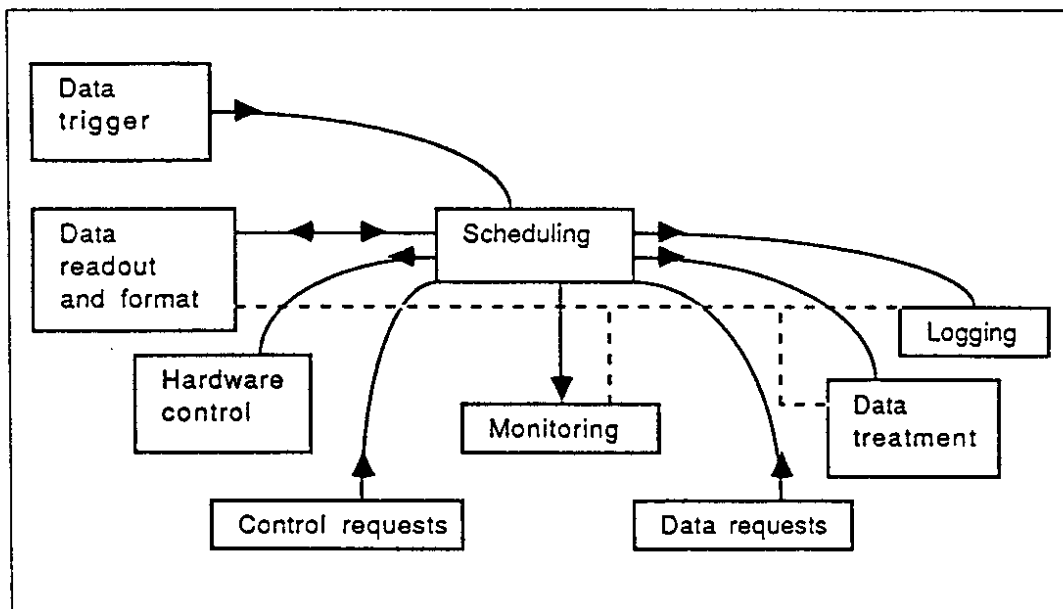 Data
trigger
Data
readout
and format
Scheduling
Logging
Hardware
control
Monitoring
Data
treatment
Control requests
Data requests